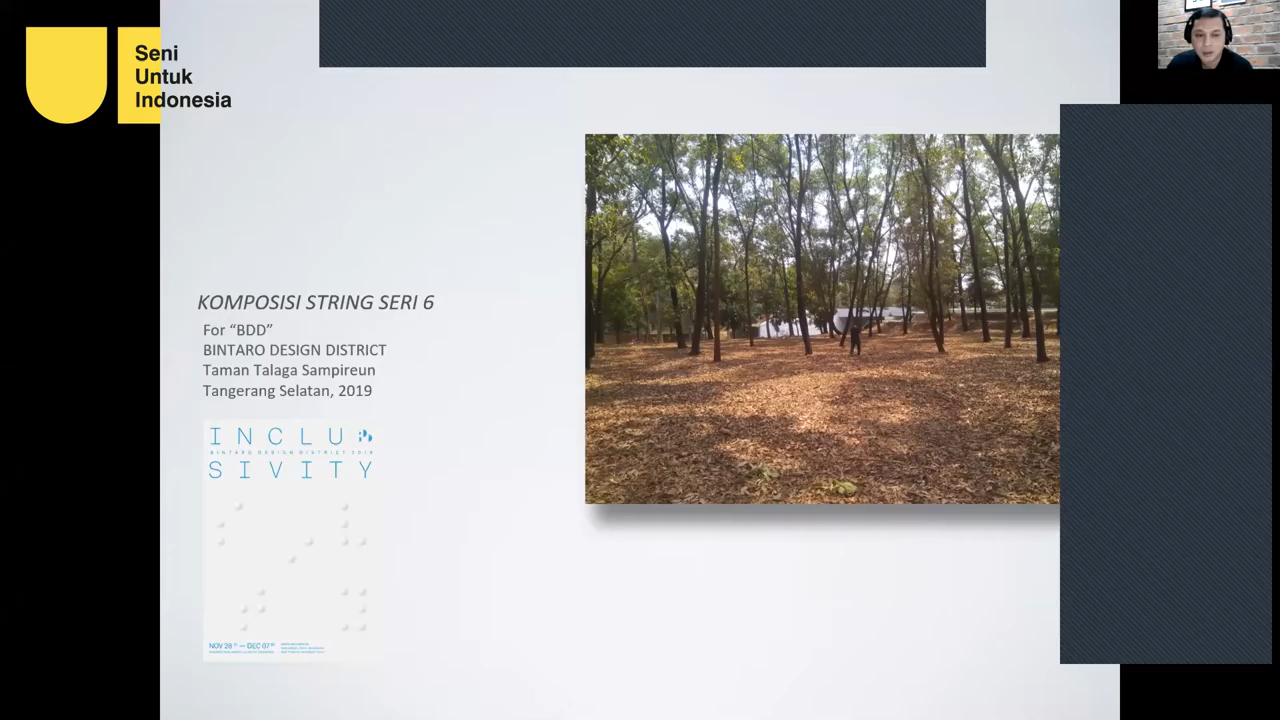 Seni
Untuk
Indonesia
KOMPOSISI STRING SERI 6
For “BDD”
BINTARO DESIGN DISTRICT
Taman Talaga Sampireun
Tangerang Selatan, 2019
INCLU
BINTARO DESIGN DISTRICT 2019
SIVITY
NOV 28 — DEC 07